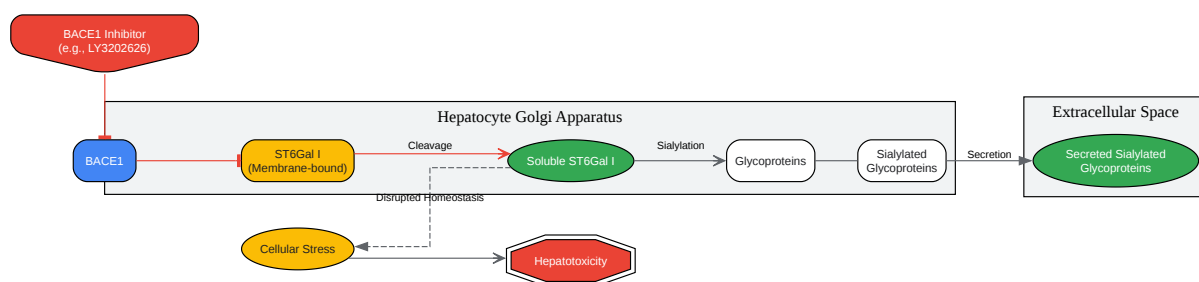 BACE1 Inhibitor
(e.g., LY3202626)
Hepatocyte Golgi Apparatus
Extracellular Space
BACE1
ST6Gal I
(Membrane-bound)
Cleavage
Soluble ST6Gal I
Sialylation
Glycoproteins
Sialylated
Glycoproteins
Secretion
Secreted Sialylated
Glycoproteins
Disrupted Homeostasis
Cellular Stress
Hepatotoxicity